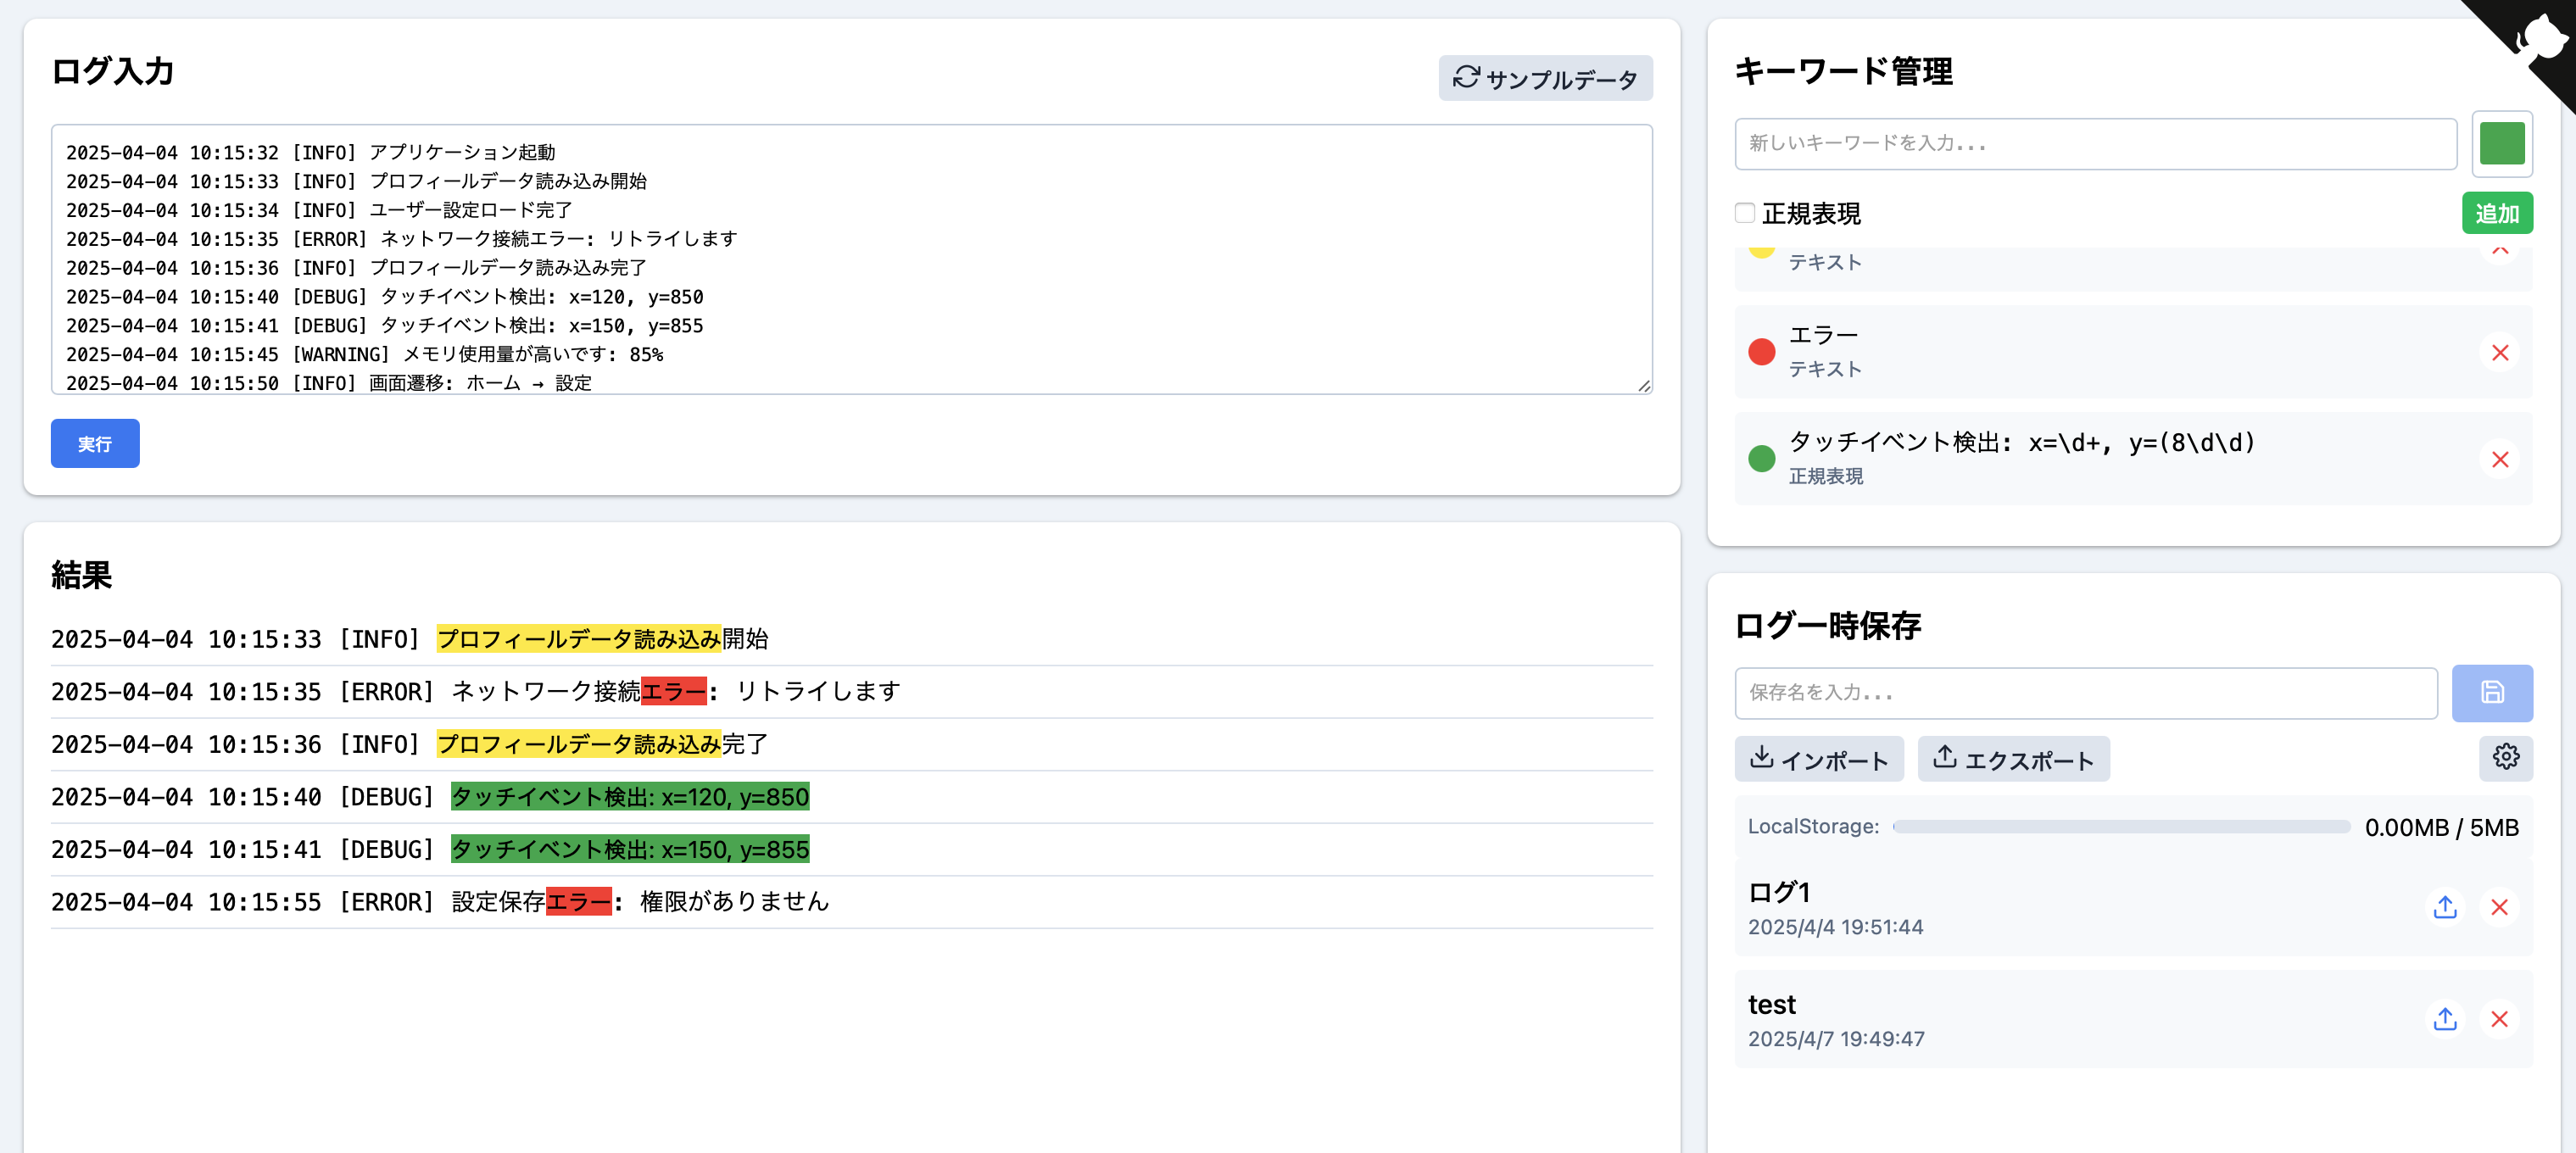 ログ入力
サンプルデータ
2025-04-04 10:15:32 [INFO] アプリケーション起動
2025-04-04 10:15:33 [INFO] プロフィールデータ読み込み開始
2025-04-04 10:15:34 [INFO] ユーザー設定ロード完了
2025-04-04 10:15:35 [ERROR] ネットワーク接続エラー: リトライします
2025-04-04 10:15:36 [INFO] プロフィールデータ読み込み完了
2025-04-04 10:15:40 [DEBUG] タッチイベント検出: x=120, y=850
2025-04-04 10:15:41 [DEBUG] タッチイベント検出: x=150, y=855
2025-04-04 10:15:45 [WARNING] メモリ使用量が高いです: 85%
2025-04-04 10:15:50 [INFO] 画面遷移: ホーム → 設定
実行
結果
2025-04-04 10:15:33 [INFO] プロフィールデータ読み込み開始
2025-04-04 10:15:35 [ERROR] ネットワーク接続エラー: リトライします
2025-04-04 10:15:36 [INFO] プロフィールデータ読み込み完了
2025-04-04 10:15:40 [DEBUG] タッチイベント検出: x=120, y=850
2025-04-04 10:15:41 [DEBUG] タッチイベント検出: x=150, y=855
2025-04-04 10:15:55 [ERROR] 設定保存エラー: 権限がありません
キーワード管理
新しいキーワードを入力...
正規表現
追加
テキスト
エラー
テキスト
タッチイベント検出: x=\d+, y=(8\d\d)
正規表現
ログ一時保存
保存名を入力...
インポート
エクスポート
LocalStorage: 0.00MB / 5MB
ログ1
2025/4/4 19:51:44
test
2025/4/7 19:49:47